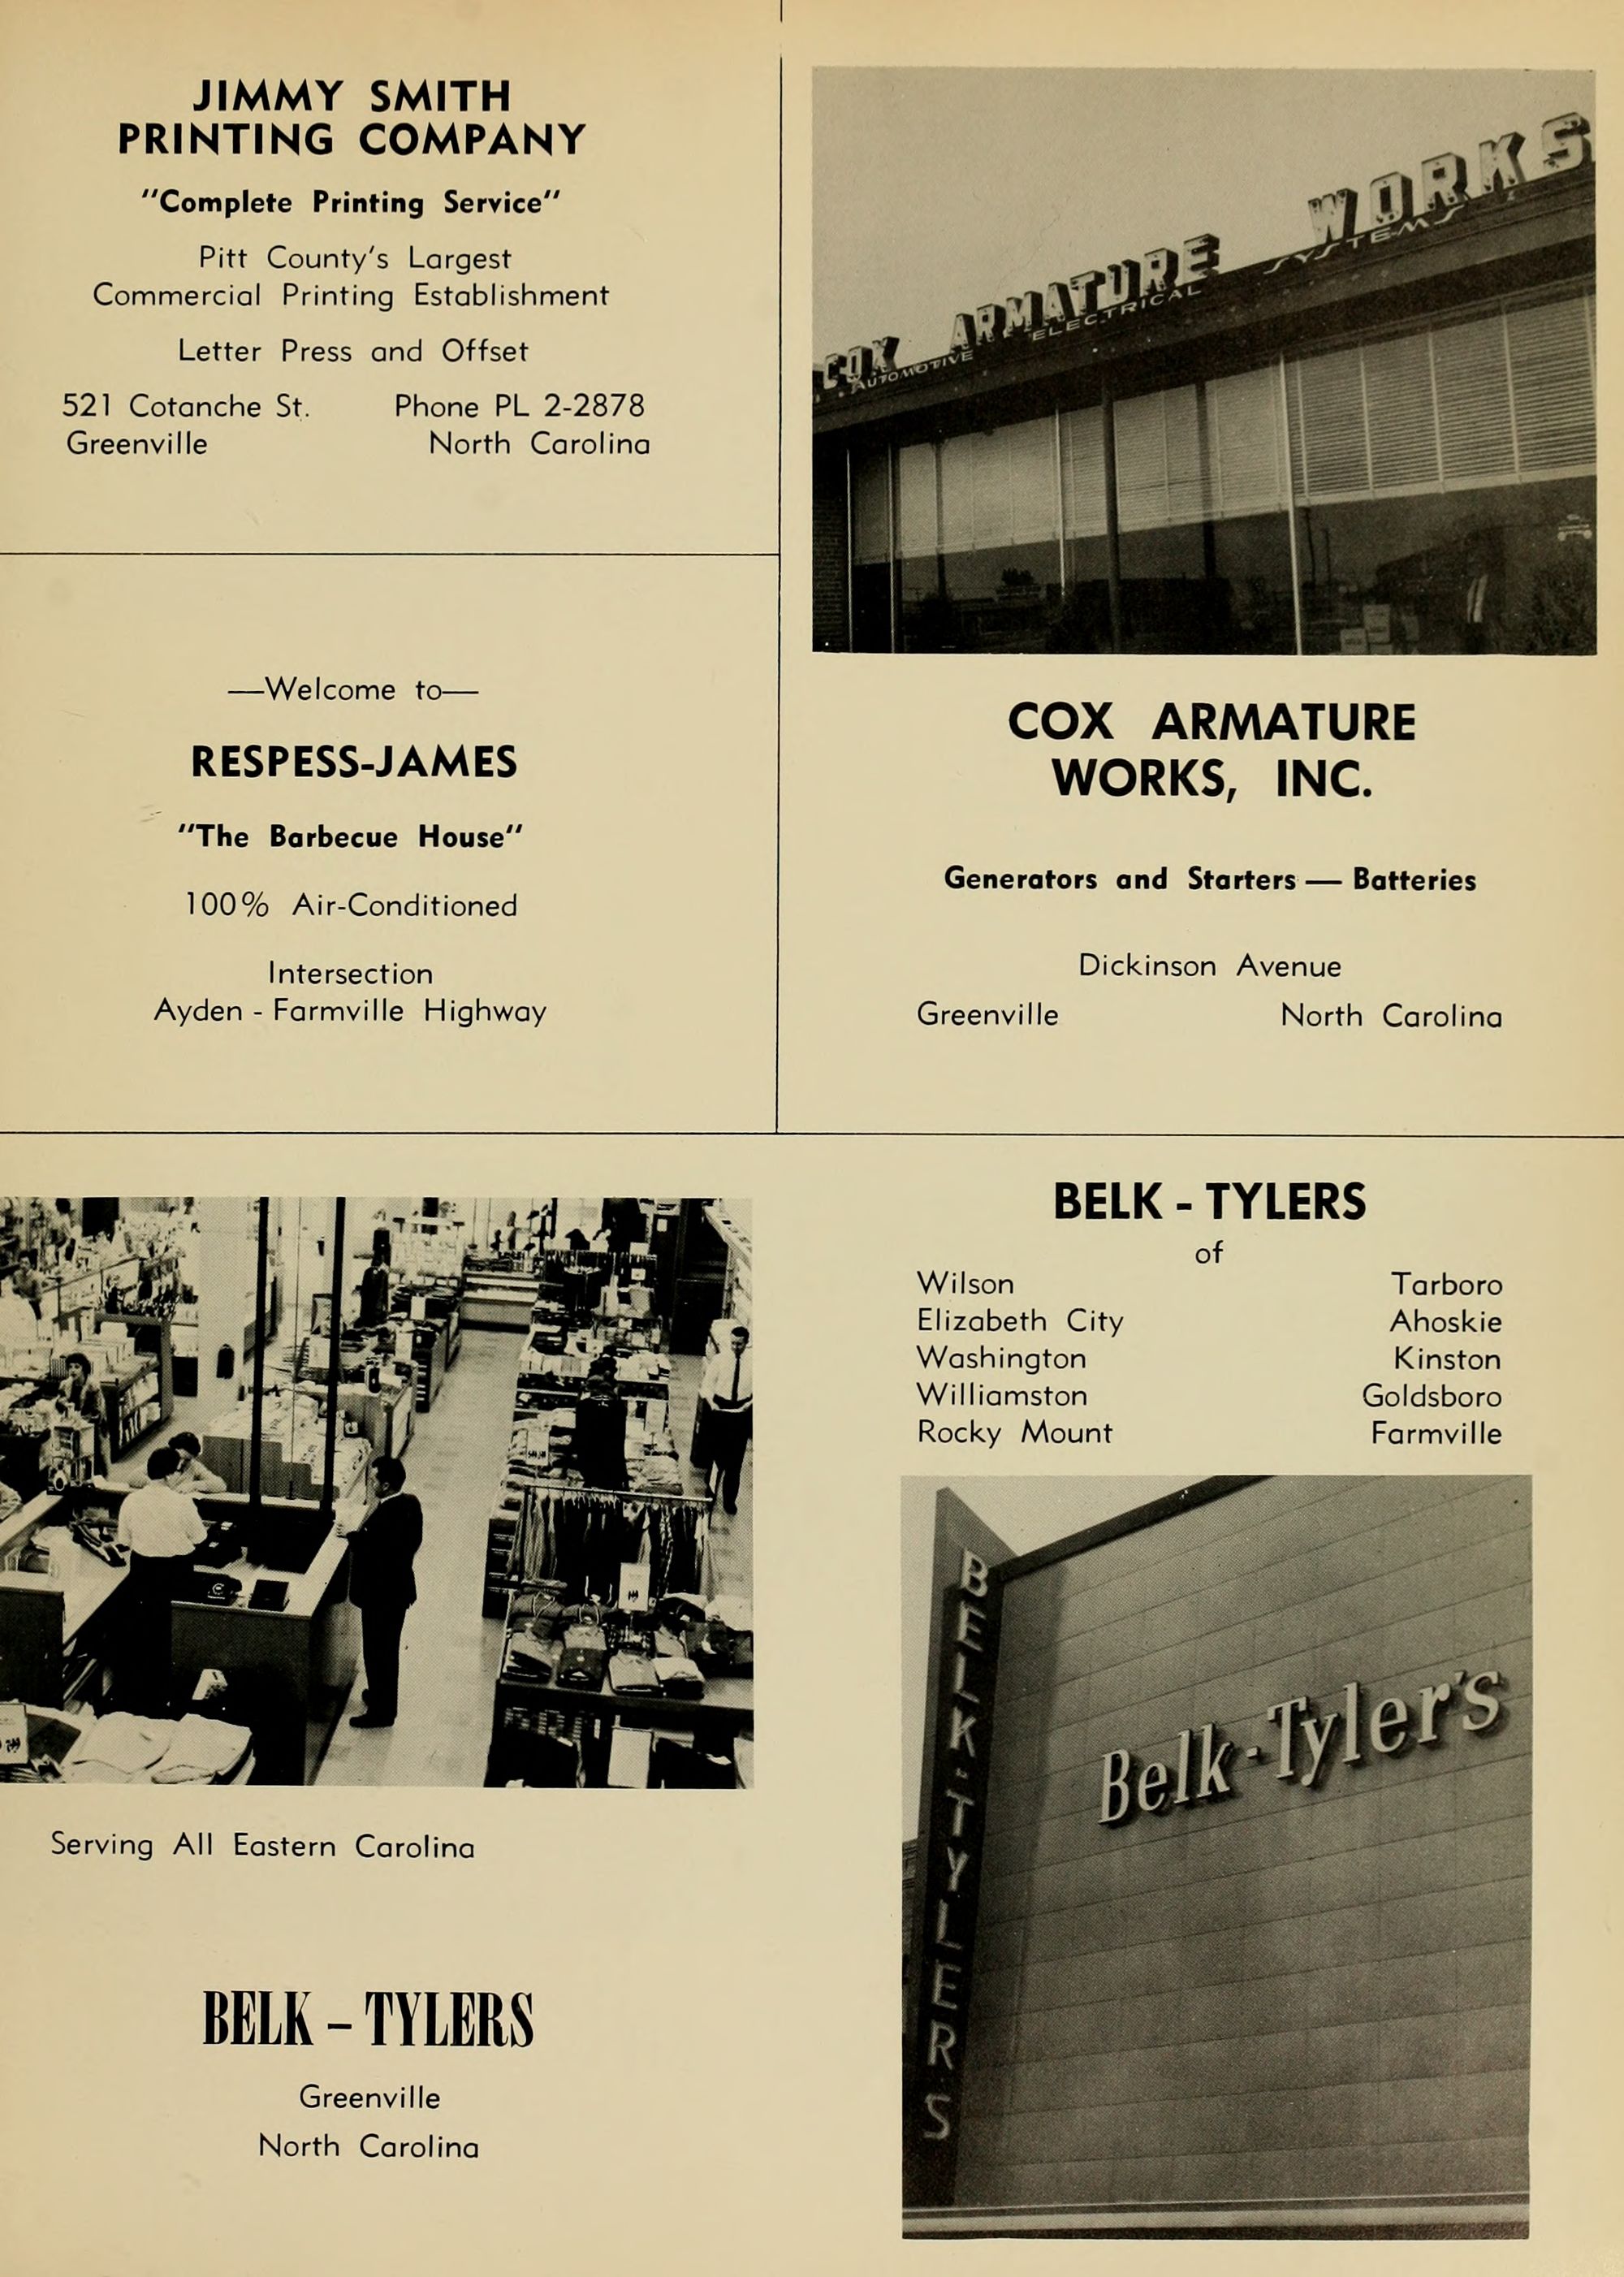 JIMMY SMITH
PRINTING COMPANY
"Complete Printing Service"
Pitt County's Largest
Commercial Printing Establishment
Letter Press and Offset
521 Cotanche St. Phone PL 2-2878
Greenville North Carolina
—Welcome to—
RESPESS-JAMES
"The Barbecue House"
100% Air-Conditioned
Intersection
Ayden - Farmville Highway
COX ARMATURE WORKS
AUTOMOTIVE ELECTRICAL SYSTEMS
COX ARMATURE
WORKS, INC.
Generators and Starters — Batteries
Dickinson Avenue
Greenville North Carolina
Serving All Eastern Carolina
BELK – TYLERS
Greenville
North Carolina
BELK - TYLERS
of
Wilson Tarboro
Elizabeth City Ahoskie
Washington Kinston
Williamston Goldsboro
Rocky Mount Farmville
BELK-TYLERS
Belk-Tyler's